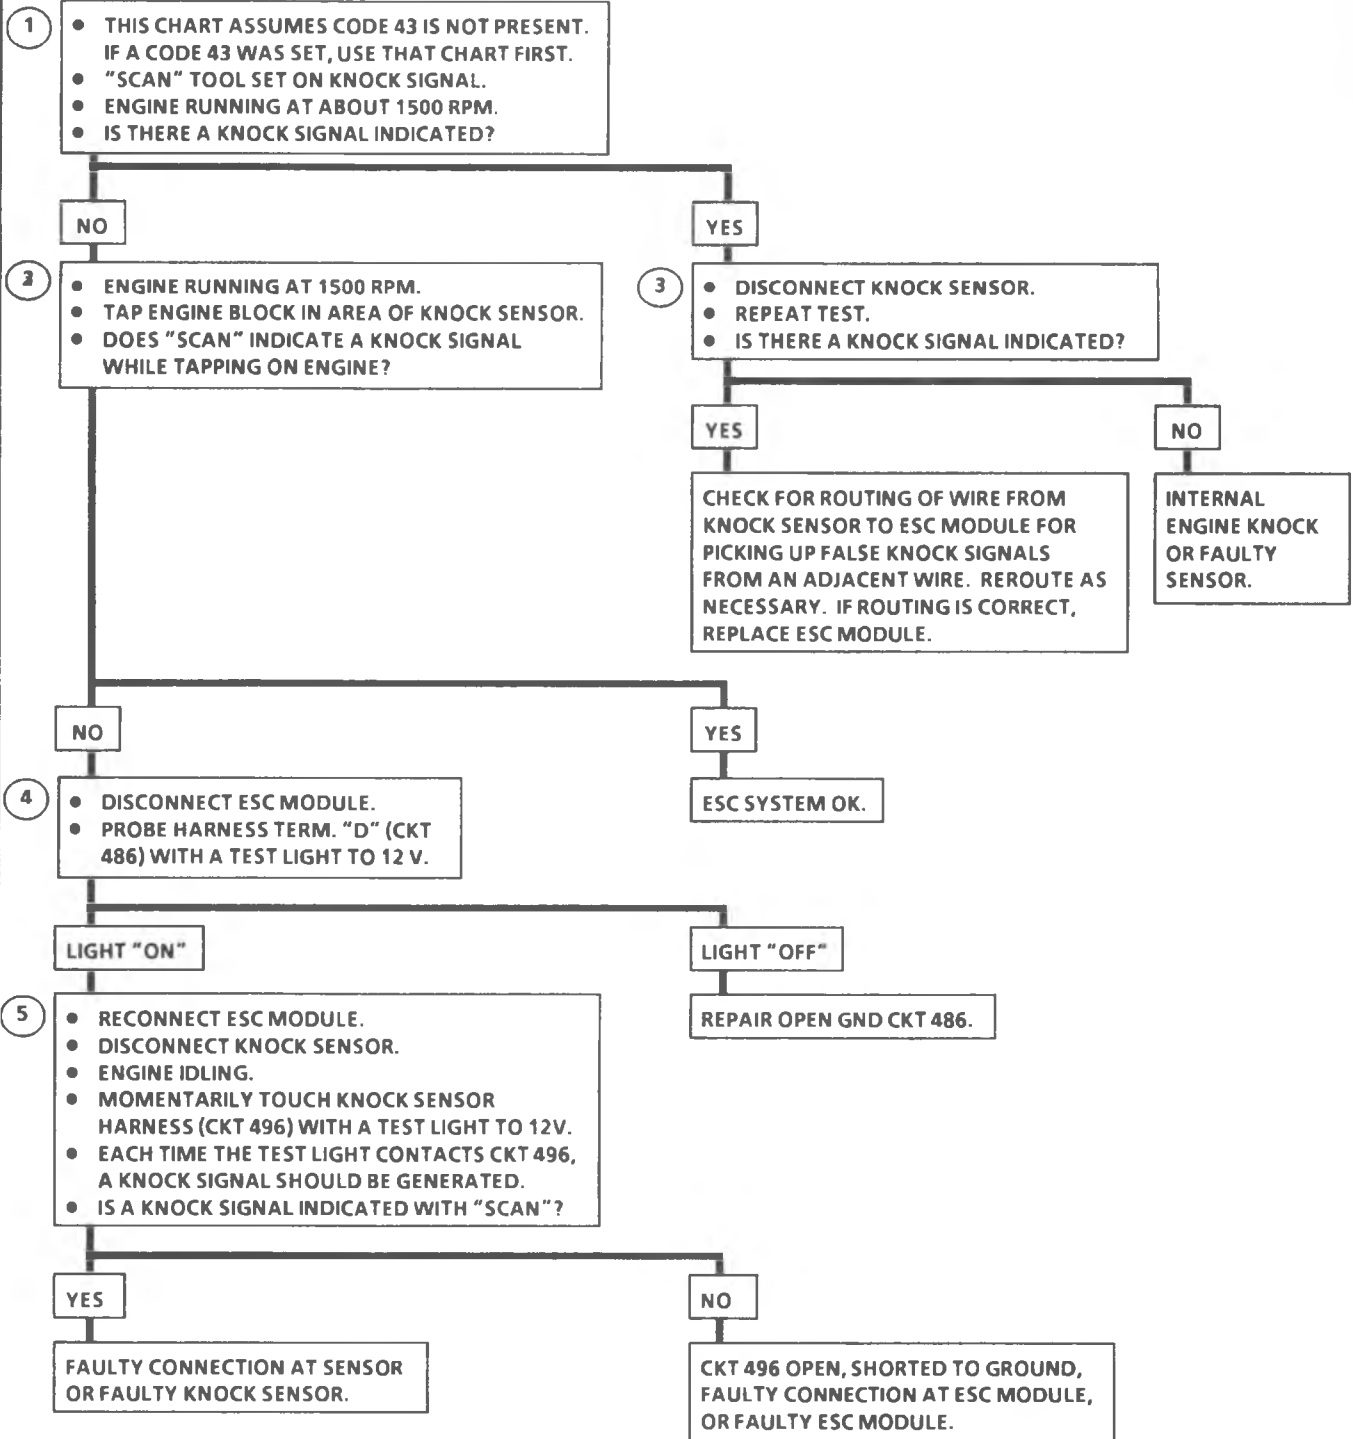 1
● THIS CHART ASSUMES CODE 43 IS NOT PRESENT.
IF A CODE 43 WAS SET, USE THAT CHART FIRST.
● "SCAN" TOOL SET ON KNOCK SIGNAL.
● ENGINE RUNNING AT ABOUT 1500 RPM.
● IS THERE A KNOCK SIGNAL INDICATED?
NO
YES
2
● ENGINE RUNNING AT 1500 RPM.
● TAP ENGINE BLOCK IN AREA OF KNOCK SENSOR.
● DOES "SCAN" INDICATE A KNOCK SIGNAL
WHILE TAPPING ON ENGINE?
3
● DISCONNECT KNOCK SENSOR.
● REPEAT TEST.
● IS THERE A KNOCK SIGNAL INDICATED?
YES
NO
CHECK FOR ROUTING OF WIRE FROM
KNOCK SENSOR TO ESC MODULE FOR
PICKING UP FALSE KNOCK SIGNALS
FROM AN ADJACENT WIRE. REROUTE AS
NECESSARY. IF ROUTING IS CORRECT,
REPLACE ESC MODULE.
INTERNAL
ENGINE KNOCK
OR FAULTY
SENSOR.
NO
YES
4
● DISCONNECT ESC MODULE.
● PROBE HARNESS TERM. "D" (CKT
486) WITH A TEST LIGHT TO 12 V.
ESC SYSTEM OK.
LIGHT "ON"
LIGHT "OFF"
5
● RECONNECT ESC MODULE.
● DISCONNECT KNOCK SENSOR.
● ENGINE IDLING.
● MOMENTARILY TOUCH KNOCK SENSOR
HARNESS (CKT 496) WITH A TEST LIGHT TO 12V.
● EACH TIME THE TEST LIGHT CONTACTS CKT 496,
A KNOCK SIGNAL SHOULD BE GENERATED.
● IS A KNOCK SIGNAL INDICATED WITH "SCAN"?
REPAIR OPEN GND CKT 486.
YES
NO
FAULTY CONNECTION AT SENSOR
OR FAULTY KNOCK SENSOR.
CKT 496 OPEN, SHORTED TO GROUND,
FAULTY CONNECTION AT ESC MODULE,
OR FAULTY ESC MODULE.